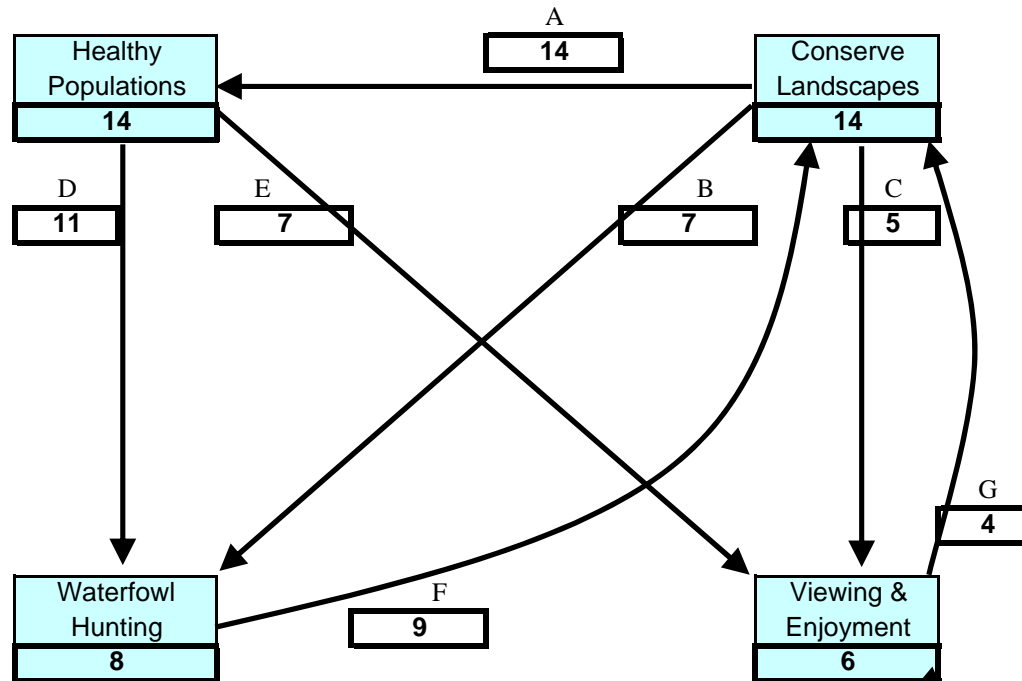 A
14
Healthy
Populations
14
Conserve
Landscapes
14
D
11
E
7
B
7
C
5
G
4
Waterfowl
Hunting
8
F
9
Viewing &
Enjoyment
6